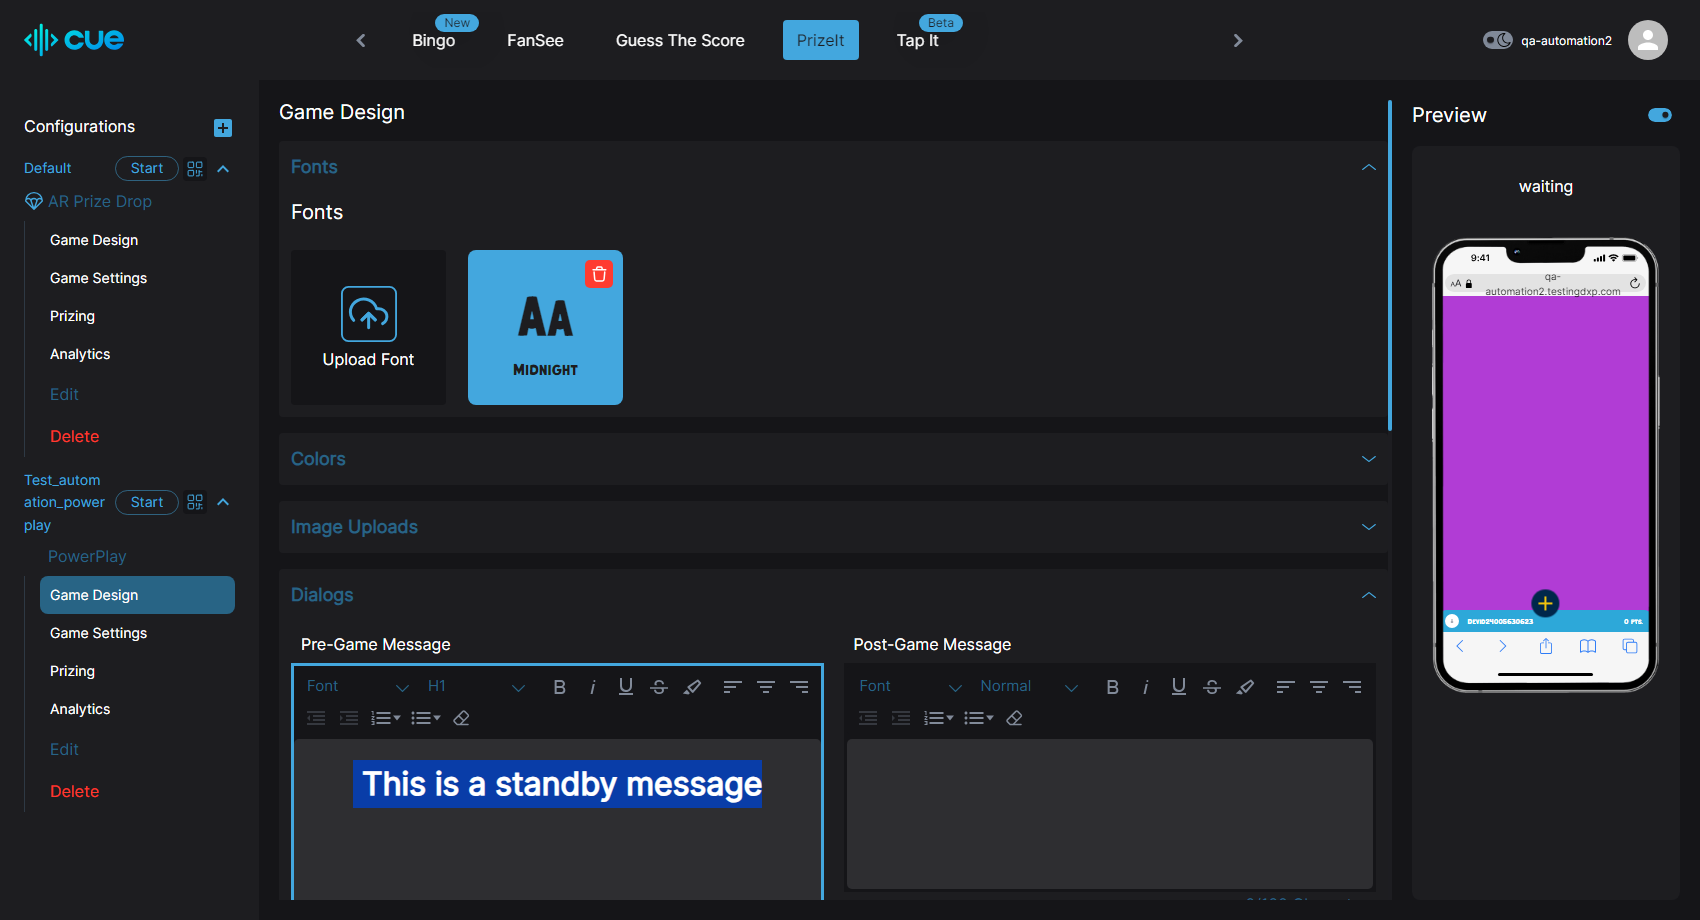 cue
New
Bingo
FanSee
Guess The Score
PrizeIt
Beta
Tap It
qa-automation2
Configurations
Default
Start
AR Prize Drop
Game Design
Game Settings
Prizing
Analytics
Edit
Delete
Test_autom
ation_power
play
Start
PowerPlay
Game Design
Game Settings
Prizing
Analytics
Edit
Delete
Game Design
Fonts
Fonts
Upload Font
AA
MIDNIGHT
Colors
Image Uploads
Dialogs
Pre-Game Message
Font H1
B i U S
This is a standby message
Post-Game Message
Font Normal
B i U S
Preview
waiting
9:41
AA
qa-
automation2.testingdxp.com
0 PTS.